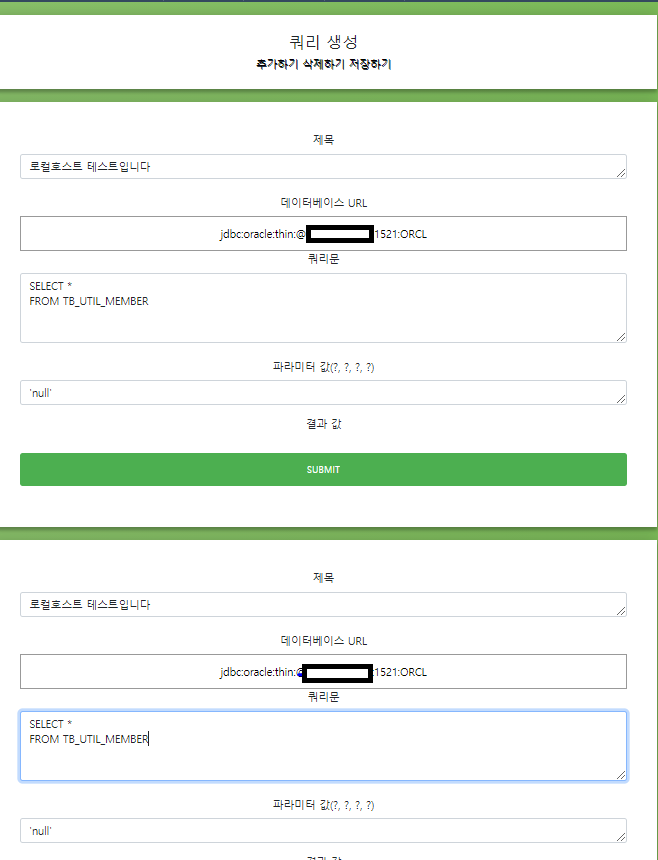 쿼리 생성
추가하기 삭제하기 저장하기
제목
로컬호스트 테스트입니다
데이터베이스 URL
jdbc:oracle:thin:@ 1521:ORCL
쿼리문
SELECT *
FROM TB_UTIL_MEMBER
파라미터 값(?, ?, ?, ?)
'null'
결과 값
SUBMIT
제목
로컬호스트 테스트입니다
데이터베이스 URL
jdbc:oracle:thin:@ :1521:ORCL
쿼리문
SELECT *
FROM TB_UTIL_MEMBER
파라미터 값(?, ?, ?, ?)
'null'